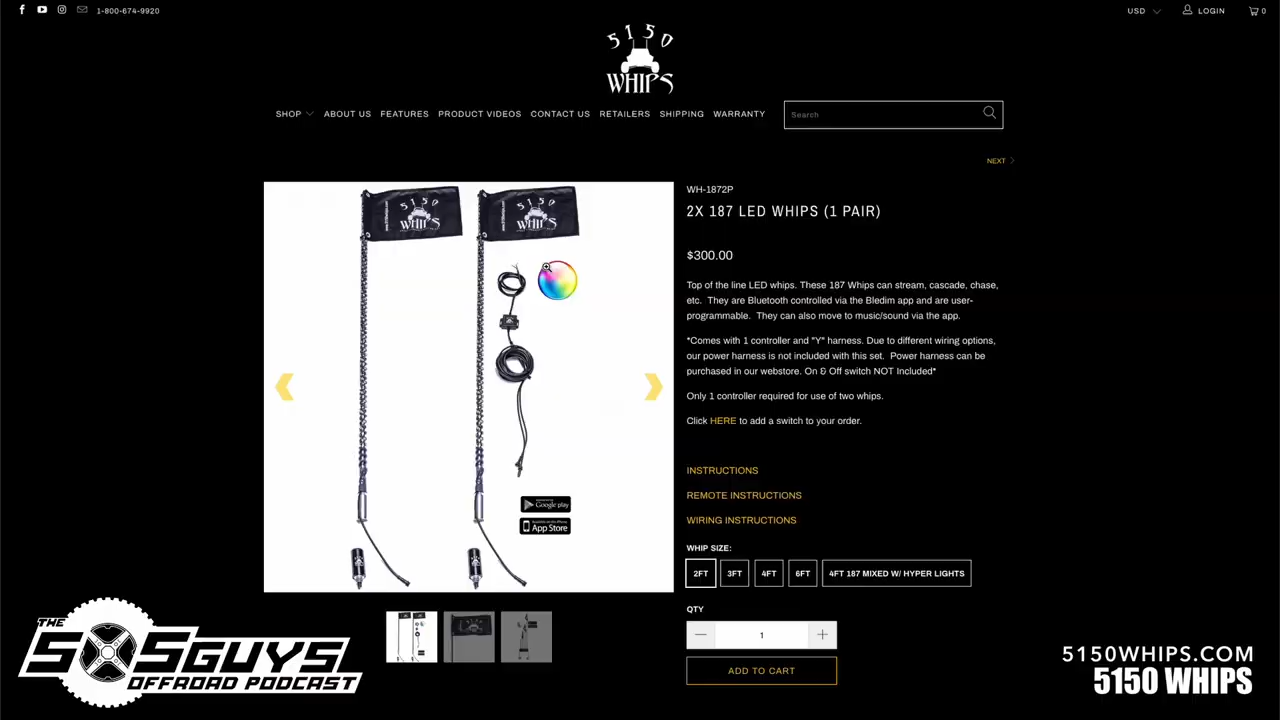 1-800-674-9920
USD
LOGIN
0
5150
WHIPS
SHOP
ABOUT US
FEATURES
PRODUCT VIDEOS
CONTACT US
RETAILERS
SHIPPING
WARRANTY
Search
NEXT
5150
WHIPS
5150
WHIPS
Google play
App Store
WH-1872P
2X 187 LED WHIPS (1 PAIR)
$300.00
Top of the line LED whips. These 187 Whips can stream, cascade, chase,
etc. They are Bluetooth controlled via the Bledim app and are user-
programmable. They can also move to music/sound via the app.
*Comes with 1 controller and "Y" harness. Due to different wiring options,
our power harness is not included with this set. Power harness can be
purchased in our webstore. On & Off switch NOT Included*
Only 1 controller required for use of two whips.
Click HERE to add a switch to your order.
INSTRUCTIONS
REMOTE INSTRUCTIONS
WIRING INSTRUCTIONS
WHIP SIZE:
2FT
3FT
4FT
6FT
4FT 187 MIXED W/ HYPER LIGHTS
QTY
1
ADD TO CART
THE
SXSGUYS
OFFROAD PODCAST
5150WHIPS.COM
5150 WHIPS